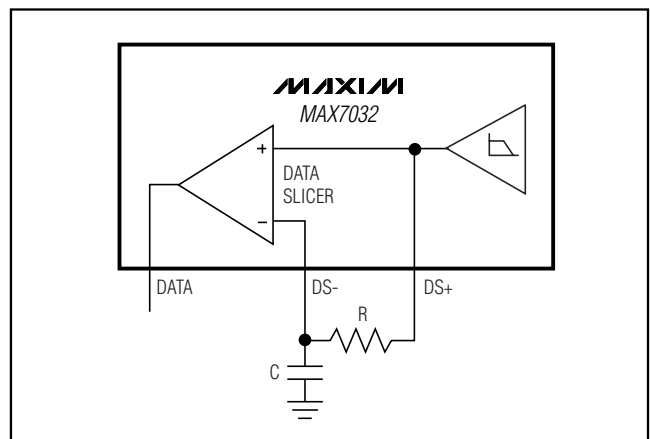 MAXIM
MAX7032
+
DATA
SLICER
−
DATA
DS-
DS+
R
C